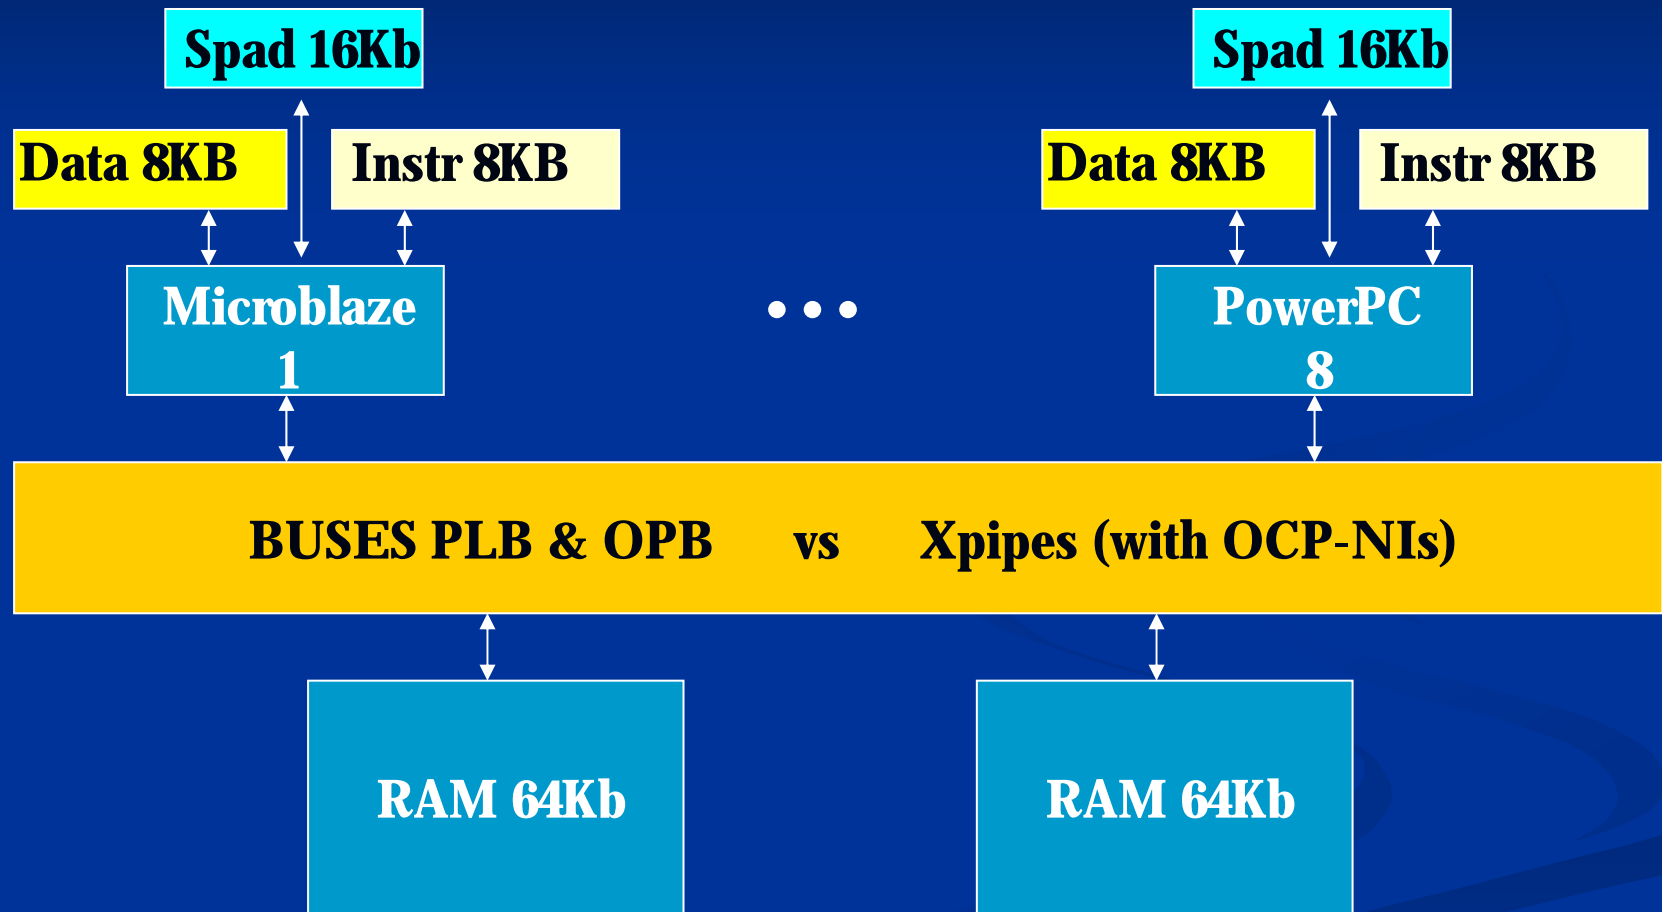 Spad 16Kb
Spad 16Kb
Data 8KB
Instr 8KB
Data 8KB
Instr 8KB
Microblaze
1
...
PowerPC
8
BUSES PLB & OPB vs Xpipes (with OCP-NIs)
RAM 64Kb
RAM 64Kb